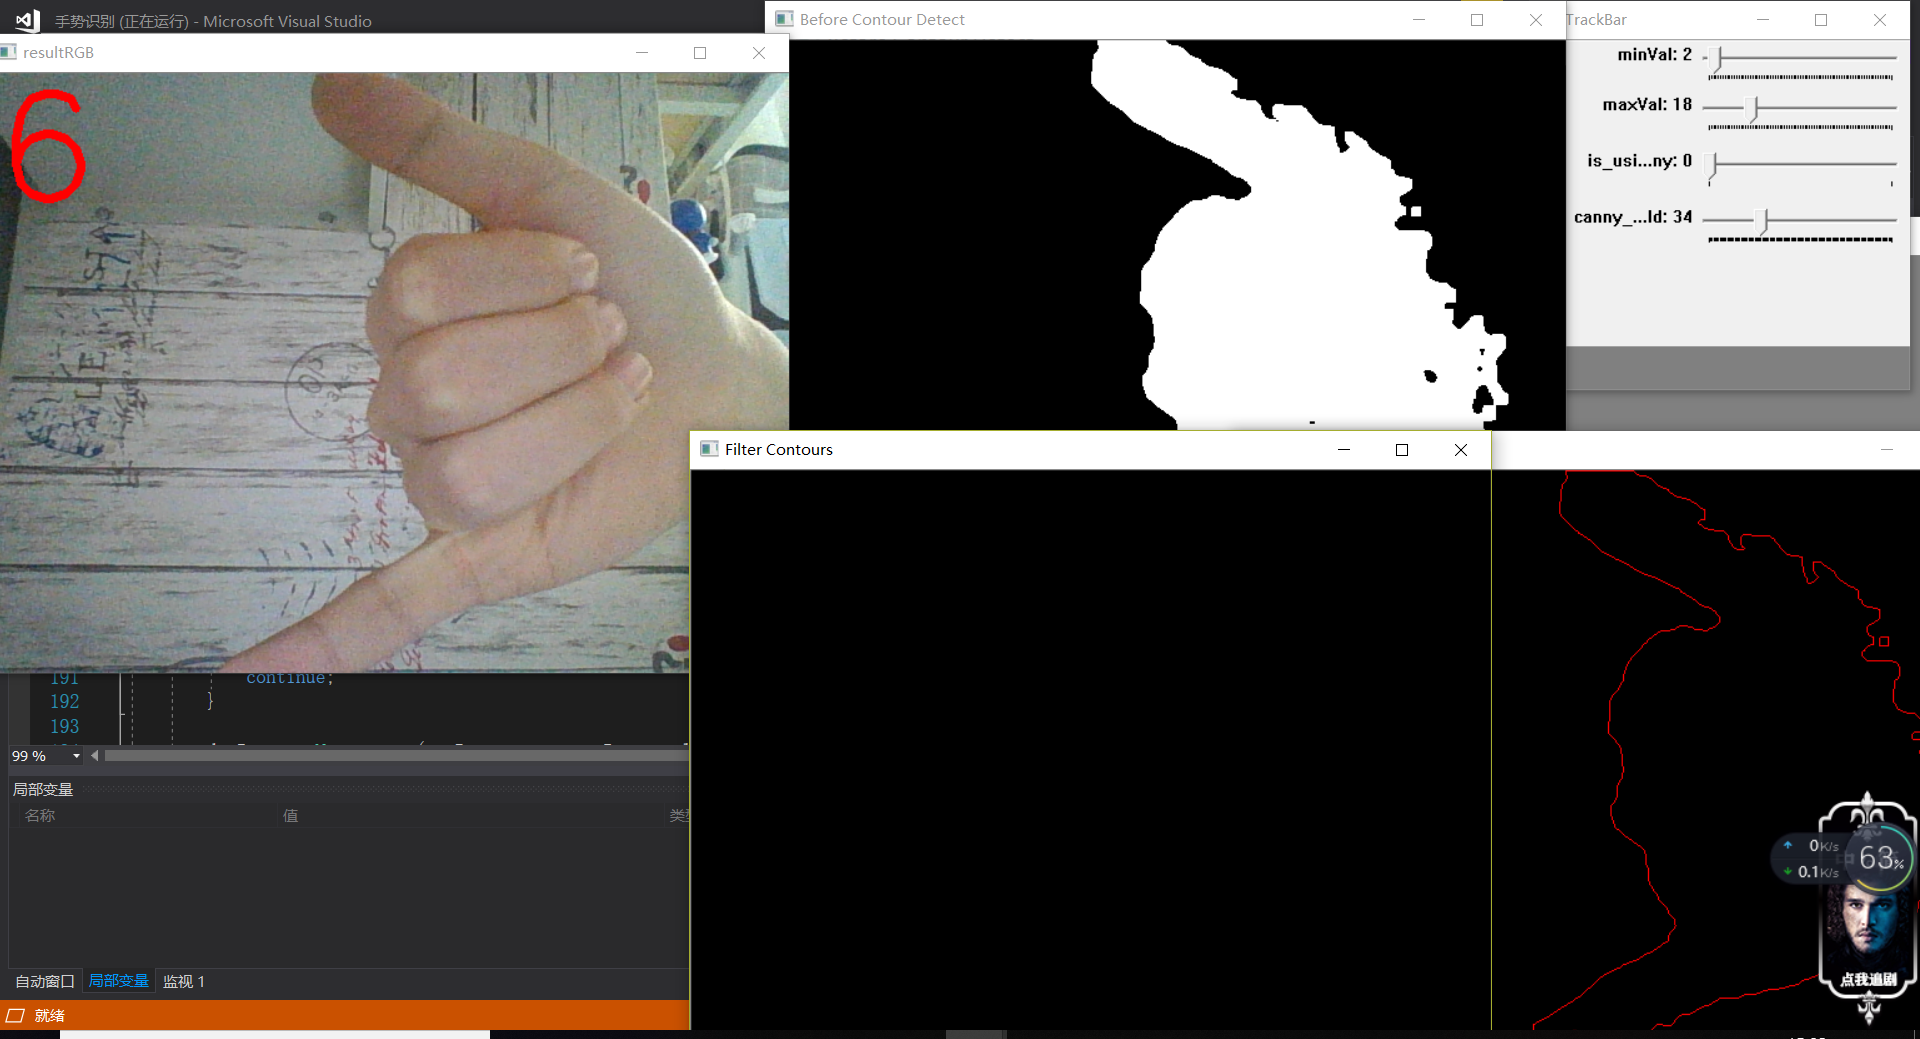 手势识别 (正在运行) - Microsoft Visual Studio
resultRGB
6
Before Contour Detect
TrackBar
minVal: 2
maxVal: 18
is_usi...ny: 0
canny_...ld: 34
Filter Contours
191
continue;
192
}
193
99 %
局部变量
名称
值
自动窗口
局部变量
监视 1
就绪
0K/s
0.1K/s
63%
点我追剧